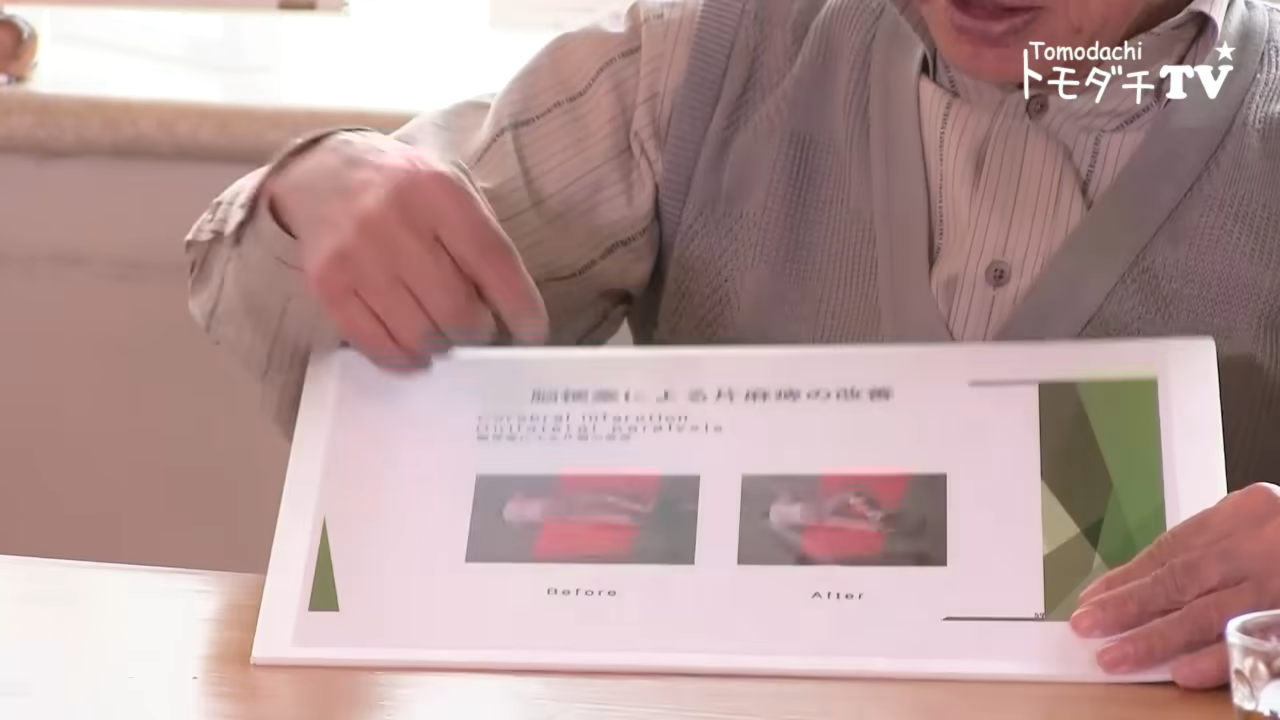 Tomodachi
トモダチTV
脳梗塞による片麻痺の改善
Cerebral infarction
Unilateral paralysis
Before
After